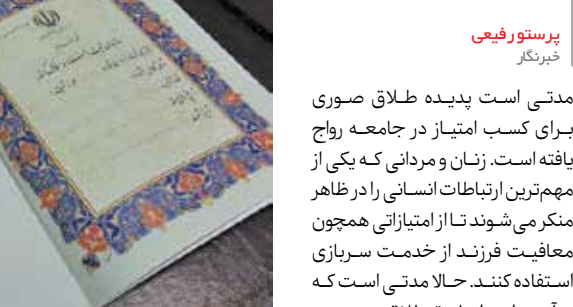 پرستو رفیعی
خبرنگار
مدتی است پدیده طلاق صوری
برای کسب امتیاز در جامعه رواج
یافته است. زنان و مردانی که یکی از
مهم‌ترین ارتباطات انسانی را در ظاهر
منکر می‌شوند تا از امتیازاتی همچون
معافیت فرزند از خدمت سربازی
استفاده کنند. حالا مدتی است که